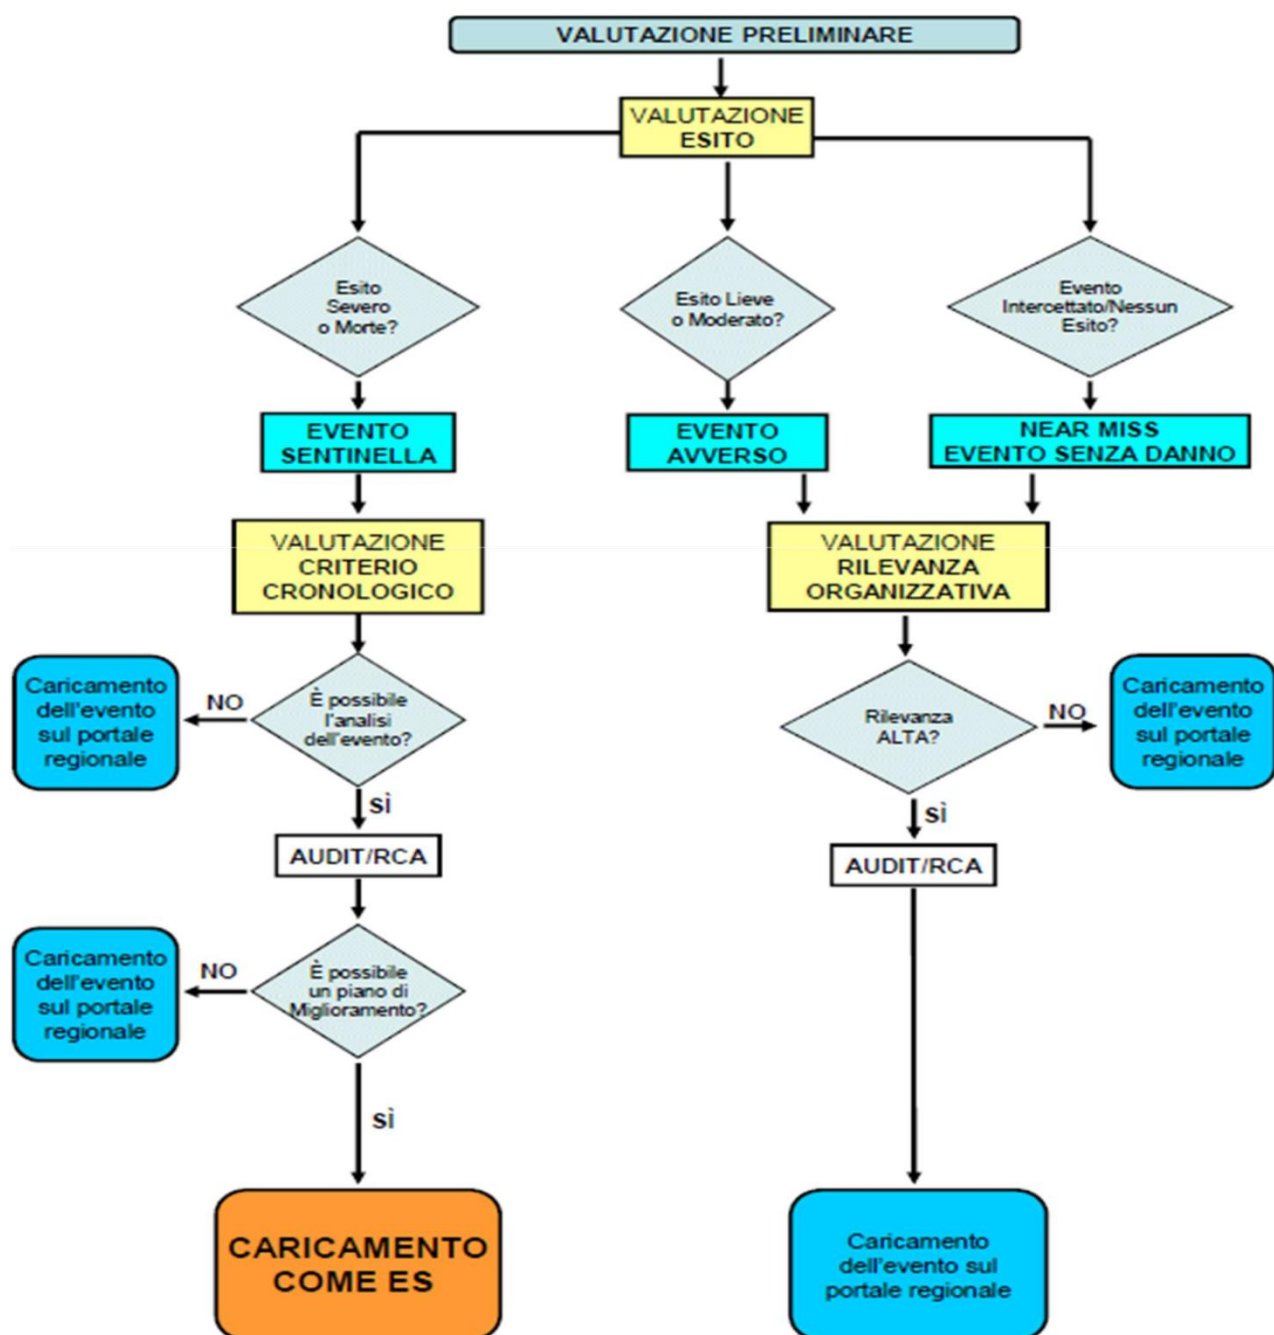 VALUTAZIONE PRELIMINARE
VALUTAZIONE
ESITO
Esito
Severo
o Morte?
Esito Lieve
o Moderato?
Evento
Intercettato/Nessun
Esito?
EVENTO
SENTINELLA
EVENTO
AVVERSO
NEAR MISS
EVENTO SENZA DANNO
VALUTAZIONE
CRITERIO
CRONOLOGICO
VALUTAZIONE
RILEVANZA
ORGANIZZATIVA
Caricamento
dell'evento
sul portale
regionale
NO
È possibile
l'analisi
dell'evento?
Rilevanza
ALTA?
NO
Caricamento
dell'evento
sul portale
regionale
SÌ
SÌ
AUDIT/RCA
AUDIT/RCA
Caricamento
dell'evento
sul portale
regionale
NO
È possibile
un piano di
Miglioramento?
SÌ
CARICAMENTO
COME ES
Caricamento
dell'evento sul
portale regionale